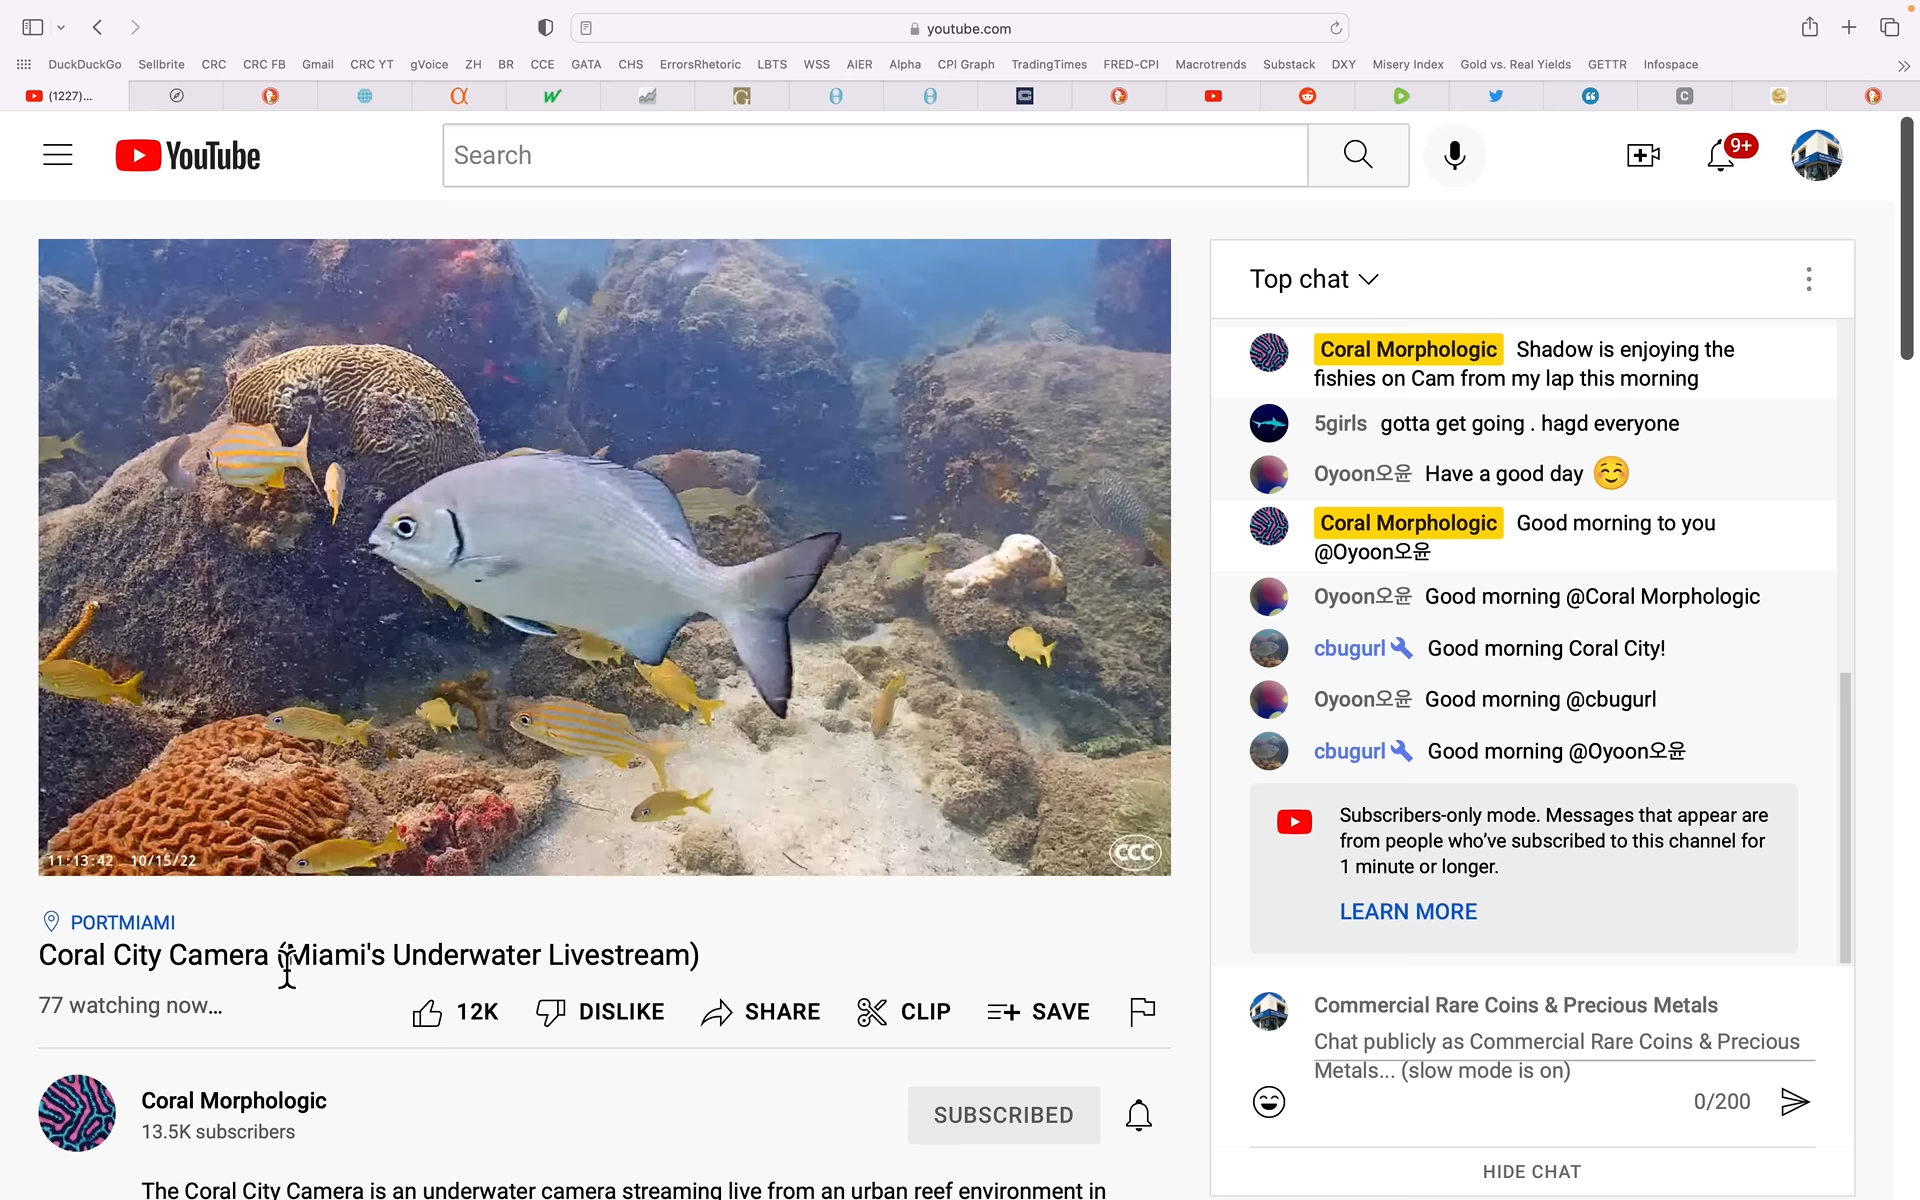 youtube.com
DuckDuckGo Sellbrite CRC CRC FB Gmail CRC YT gVoice ZH BR CCE GATA CHS ErrorsRhetoric LBTS WSS AIER Alpha CPI Graph TradingTimes FRED-CPI Macrotrends Substack DXY Misery Index Gold vs. Real Yields GETTR Infospace
(1227)...
YouTube
Search
9+
Top chat
Coral Morphologic Shadow is enjoying the
fishies on Cam from my lap this morning
5girls gotta get going . hagd everyone
Oyoon오윤 Have a good day
Coral Morphologic Good morning to you
@Oyoon오윤
Oyoon오윤 Good morning @Coral Morphologic
cbugurl Good morning Coral City!
Oyoon오윤 Good morning @cbugurl
cbugurl Good morning @Oyoon오윤
Subscribers-only mode. Messages that appear are
from people who've subscribed to this channel for
1 minute or longer.
LEARN MORE
Commercial Rare Coins & Precious Metals
Chat publicly as Commercial Rare Coins & Precious
Metals... (slow mode is on)
0/200
HIDE CHAT
11:13:42 10/15/22
CCC
PORTMIAMI
Coral City Camera (Miami's Underwater Livestream)
77 watching now...
12K DISLIKE SHARE CLIP SAVE
Coral Morphologic
13.5K subscribers
SUBSCRIBED
The Coral City Camera is an underwater camera streaming live from an urban reef environment in